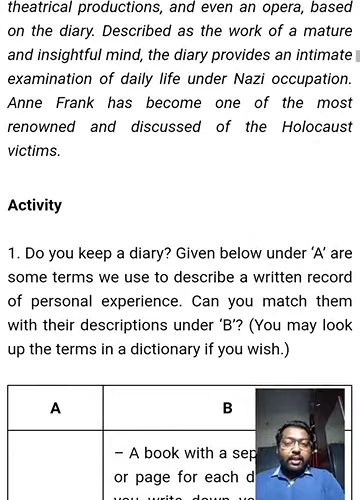 theatrical productions, and even an opera, based
on the diary. Described as the work of a mature
and insightful mind, the diary provides an intimate
examination of daily life under Nazi occupation.
Anne Frank has become one of the most
renowned and discussed of the Holocaust
victims.
Activity
1. Do you keep a diary? Given below under ‘A’ are
some terms we use to describe a written record
of personal experience. Can you match them
with their descriptions under ‘B’? (You may look
up the terms in a dictionary if you wish.)
A B
– A book with a sep
or page for each d
you write down yo